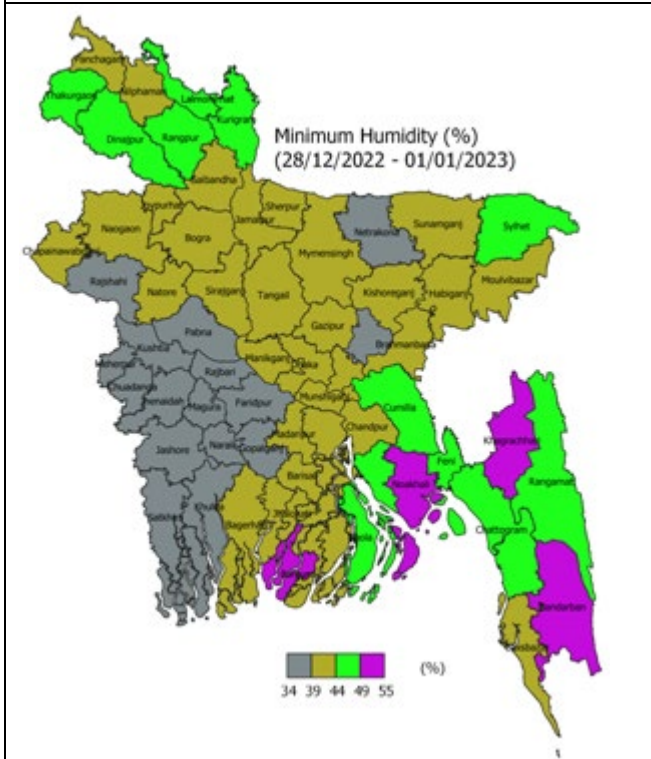 Panchagarh
Nilphamari
Lalmonirhat
Thakurgaon
Kurigram
Dinajpur
Rangpur
Minimum Humidity (%)
(28/12/2022 - 01/01/2023)
Gaibandha
Joypurhat
Sherpur
Jamalpur
Naogaon
Bogra
Netrakona
Sunamganj
Sylhet
Chapainawabganj
Mymensingh
Rajshahi
Natore
Sirajganj
Tangail
Kishoreganj
Habiganj
Moulvibazar
Pabna
Gazipur
Brahmanbaria
Kushtia
Meherpur
Manikganj
Dhaka
Rajbari
Chuadanga
Jhenaidah
Magura
Faridpur
Munshiganj
Cumilla
Chandpur
Khagrachhari
Jashore
Narail
Gopalganj
Madaripur
Feni
Rangamati
Barisal
Noakhali
Satkhira
Khulna
Bagerhat
Jhalokati
Bhola
Chattogram
Bandarban
Coxsbazar
34 39 44 49 55
(%)